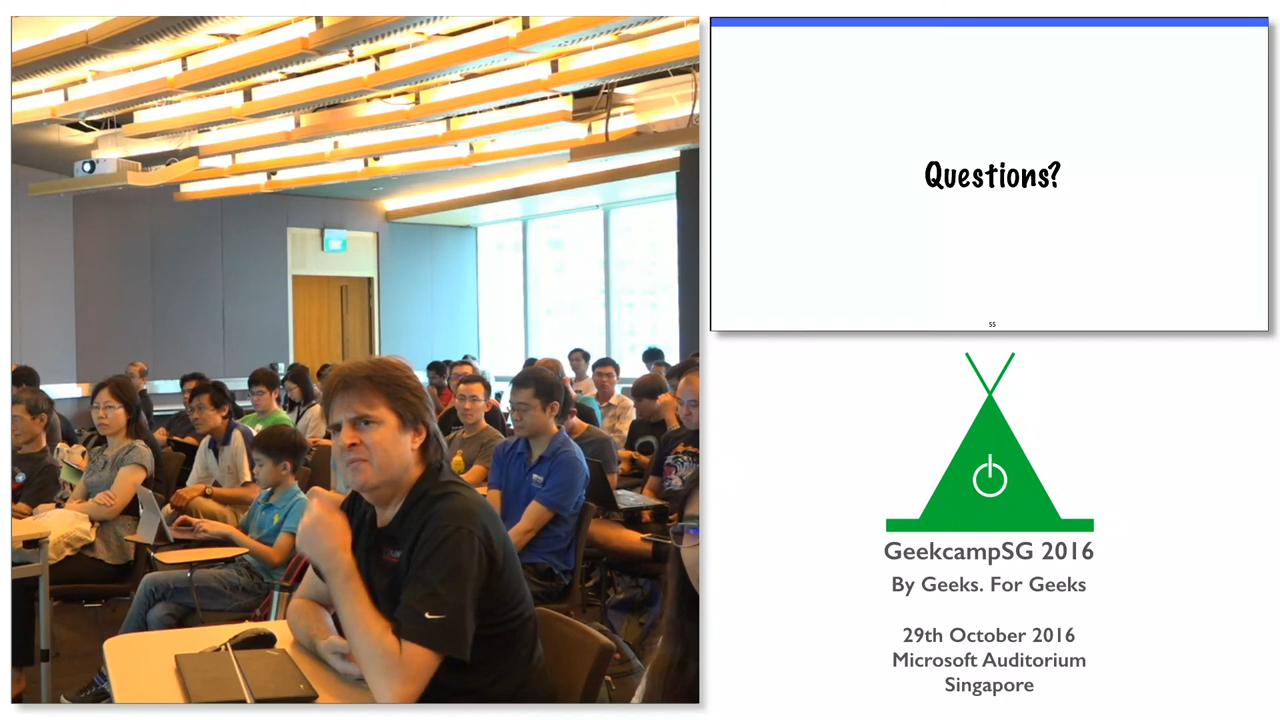 Questions?
55
GeekcampSG 2016
By Geeks. For Geeks
29th October 2016
Microsoft Auditorium
Singapore